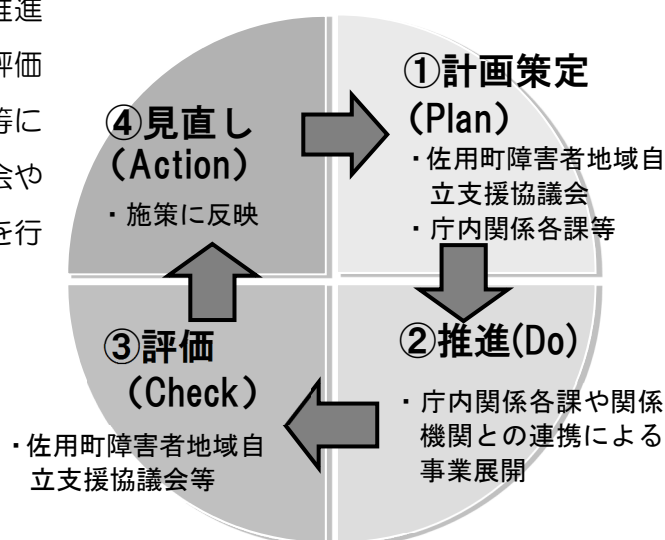 推進
評価
等に
会や
を行
①計画策定
（Plan）
・佐用町障害者地域自
立支援協議会
・庁内関係各課等
②推進(Do)
・庁内関係各課や関係
機関との連携による
事業展開
③評価
（Check）
・佐用町障害者地域自
立支援協議会等
④見直し
（Action）
・施策に反映